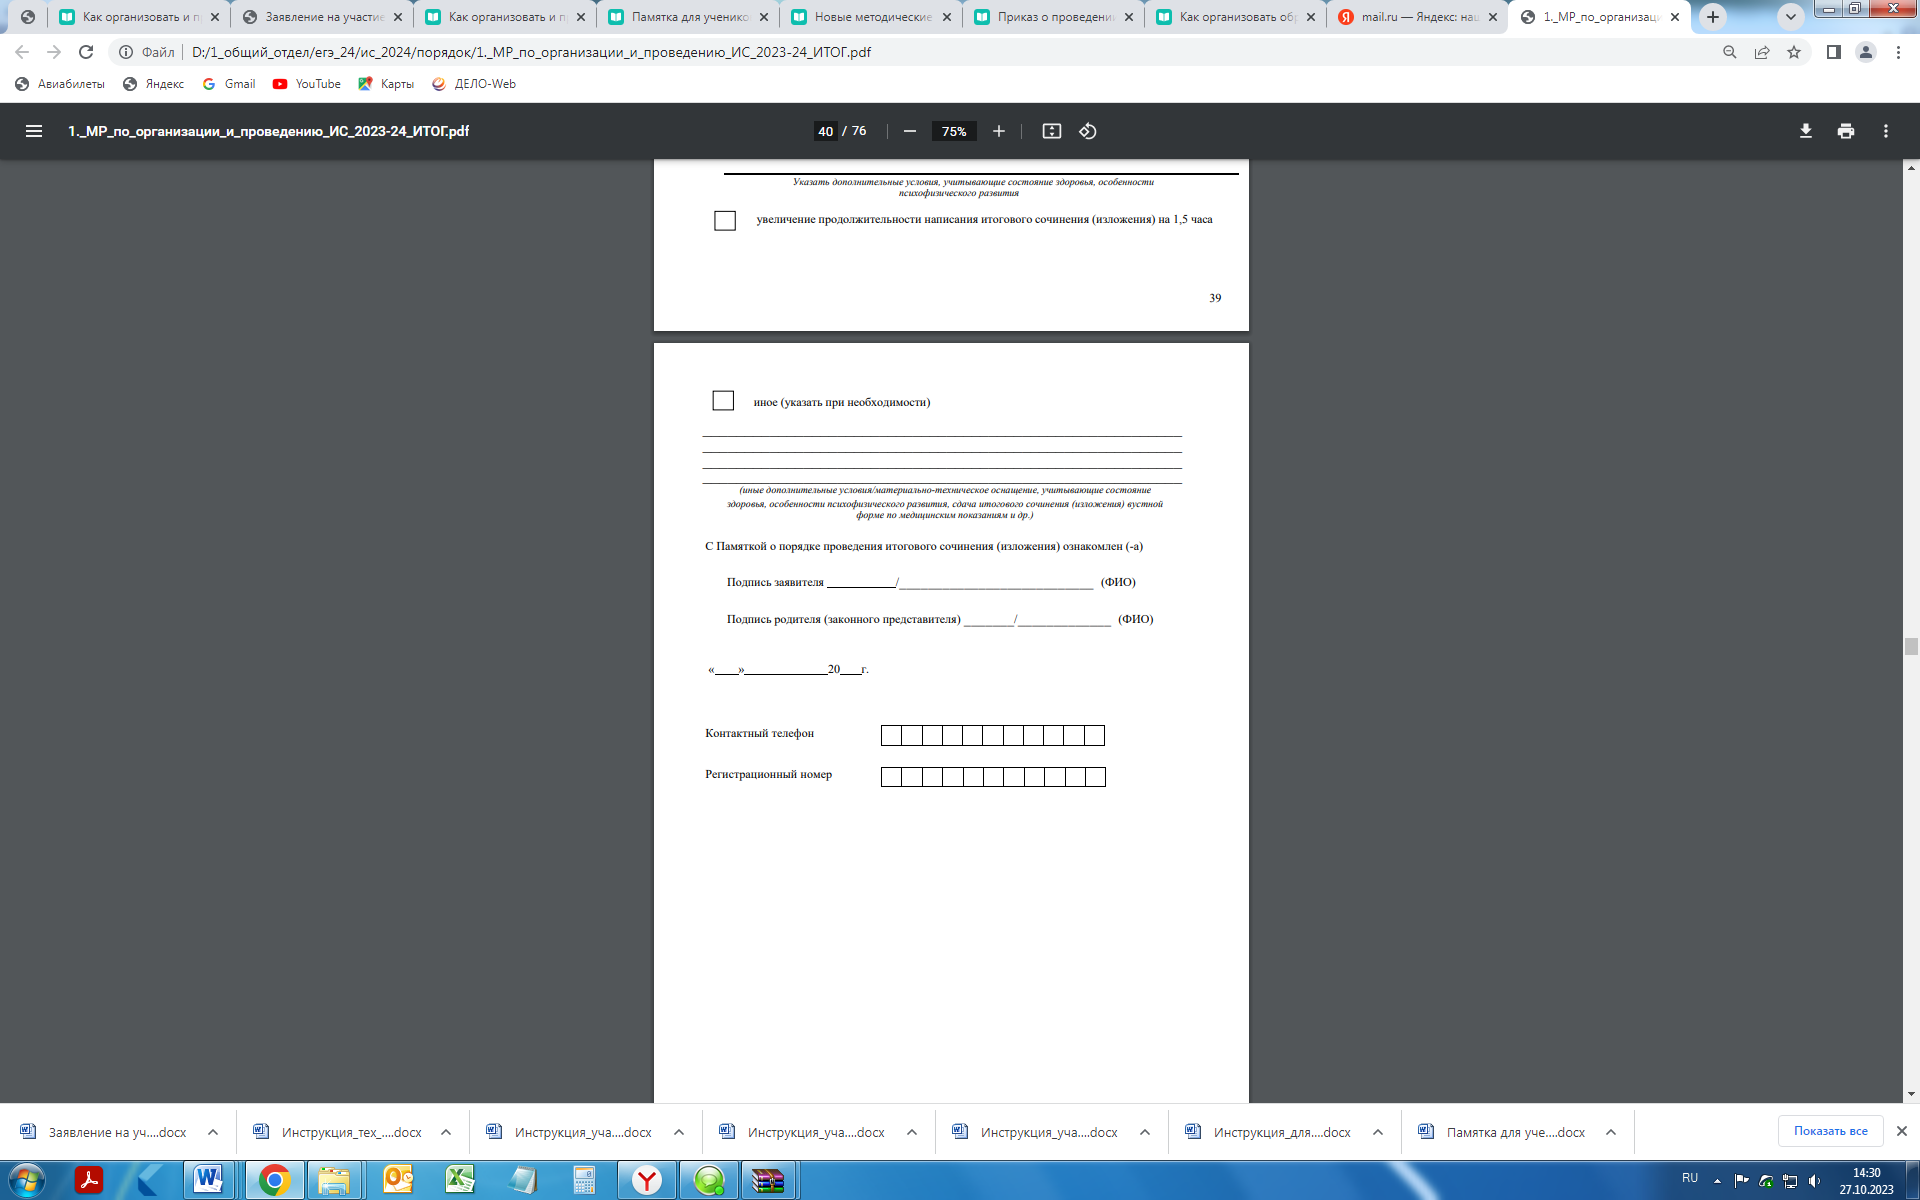 Как организовать и п
Заявление на участие
Как организовать и п
Памятка для ученико
Новые методические
Приказ о проведени
Как организовать об
mail.ru — Яндекс: на
1._МР_по_организац
Файл D:/1_общий_отдел/егэ_24/ис_2024/порядок/1._МР_по_организации_и_проведению_ИС_2023-24_ИТОГ.pdf
Авиабилеты Яндекс Gmail YouTube Карты ДЕЛО-Web
1._МР_по_организации_и_проведению_ИС_2023-24_ИТОГ.pdf 40 / 76 75%
Указать дополнительные условия, учитывающие состояние здоровья, особенности
психофизического развития
увеличение продолжительности написания итогового сочинения (изложения) на 1,5 часа
39
иное (указать при необходимости)
(иные дополнительные условия/материально-техническое оснащение, учитывающие состояние
здоровья, особенности психофизического развития, сдача итогового сочинения (изложения) вустной
форме по медицинским показаниям и др.)
С Памяткой о порядке проведения итогового сочинения (изложения) ознакомлен (-а)
Подпись заявителя ___________/______________________________ (ФИО)
Подпись родителя (законного представителя) ________/_______________ (ФИО)
«____»______________20____г.
Контактный телефон
Регистрационный номер
Заявление на уч....docx
Инструкция_тех_....docx
Инструкция_уча....docx
Инструкция_уча....docx
Инструкция_уча....docx
Инструкция_для....docx
Памятка для уче....docx
Показать все
RU
14:30
27.10.2023